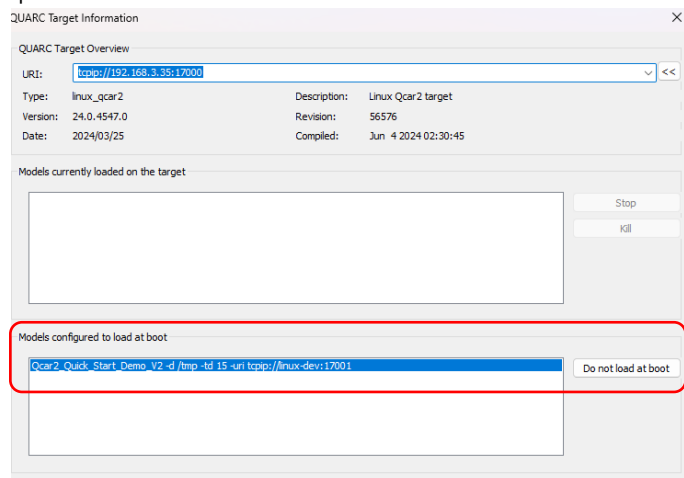 QUARC Target Information
QUARC Target Overview
URI: tcpip://192.168.3.35:17000 <<
Type: linux_qcar2 Description: Linux Qcar2 target
Version: 24.0.4547.0 Revision: 56576
Date: 2024/03/25 Compiled: Jun 4 2024 02:30:45
Models currently loaded on the target
Stop
Kill
Models configured to load at boot
Qcar2_Quick_Start_Demo_V2 -d /tmp -td 15 -uri tcpip://linux-dev:17001 Do not load at boot